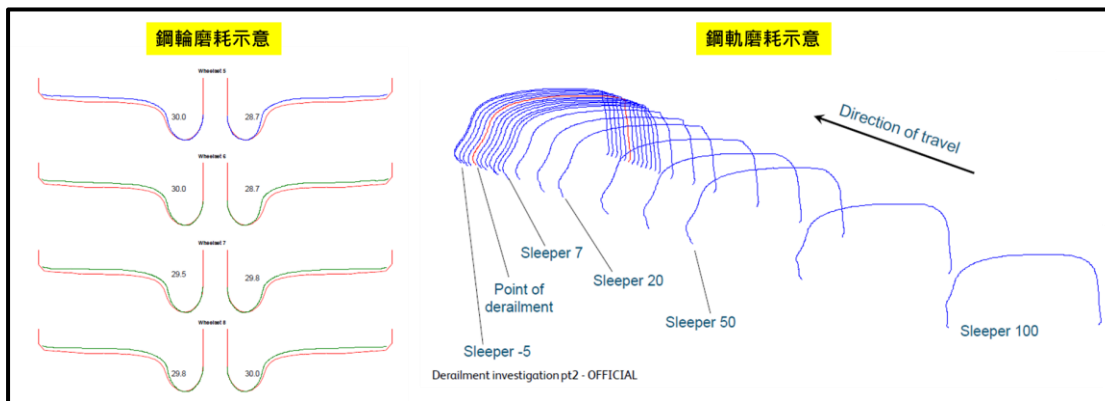 鋼輪磨耗示意
Wheelset 5
30.0
28.7
Wheelset 6
30.0
28.7
Wheelset 7
29.5
29.8
Wheelset 8
29.8
30.0
鋼軌磨耗示意
Direction of travel
Sleeper 7
Sleeper 20
Point of
derailment
Sleeper 50
Sleeper 100
Sleeper -5
Derailment investigation pt2 - OFFICIAL